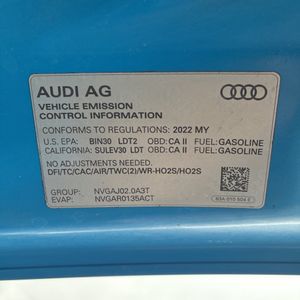 AUDI AG
VEHICLE EMISSION
CONTROL INFORMATION
CONFORMS TO REGULATIONS: 2022 MY
U.S. EPA: BIN30 LDT2 OBD: CA II FUEL:GASOLINE
CALIFORNIA: SULEV30 LDT OBD: CA II FUEL:GASOLINE
NO ADJUSTMENTS NEEDED
DFI/TC/CAC/AIR/TWC(2)/WR-HO2S/HO2S
GROUP: NVGAJ02.0A3T
EVAP: NVGAR0135ACT